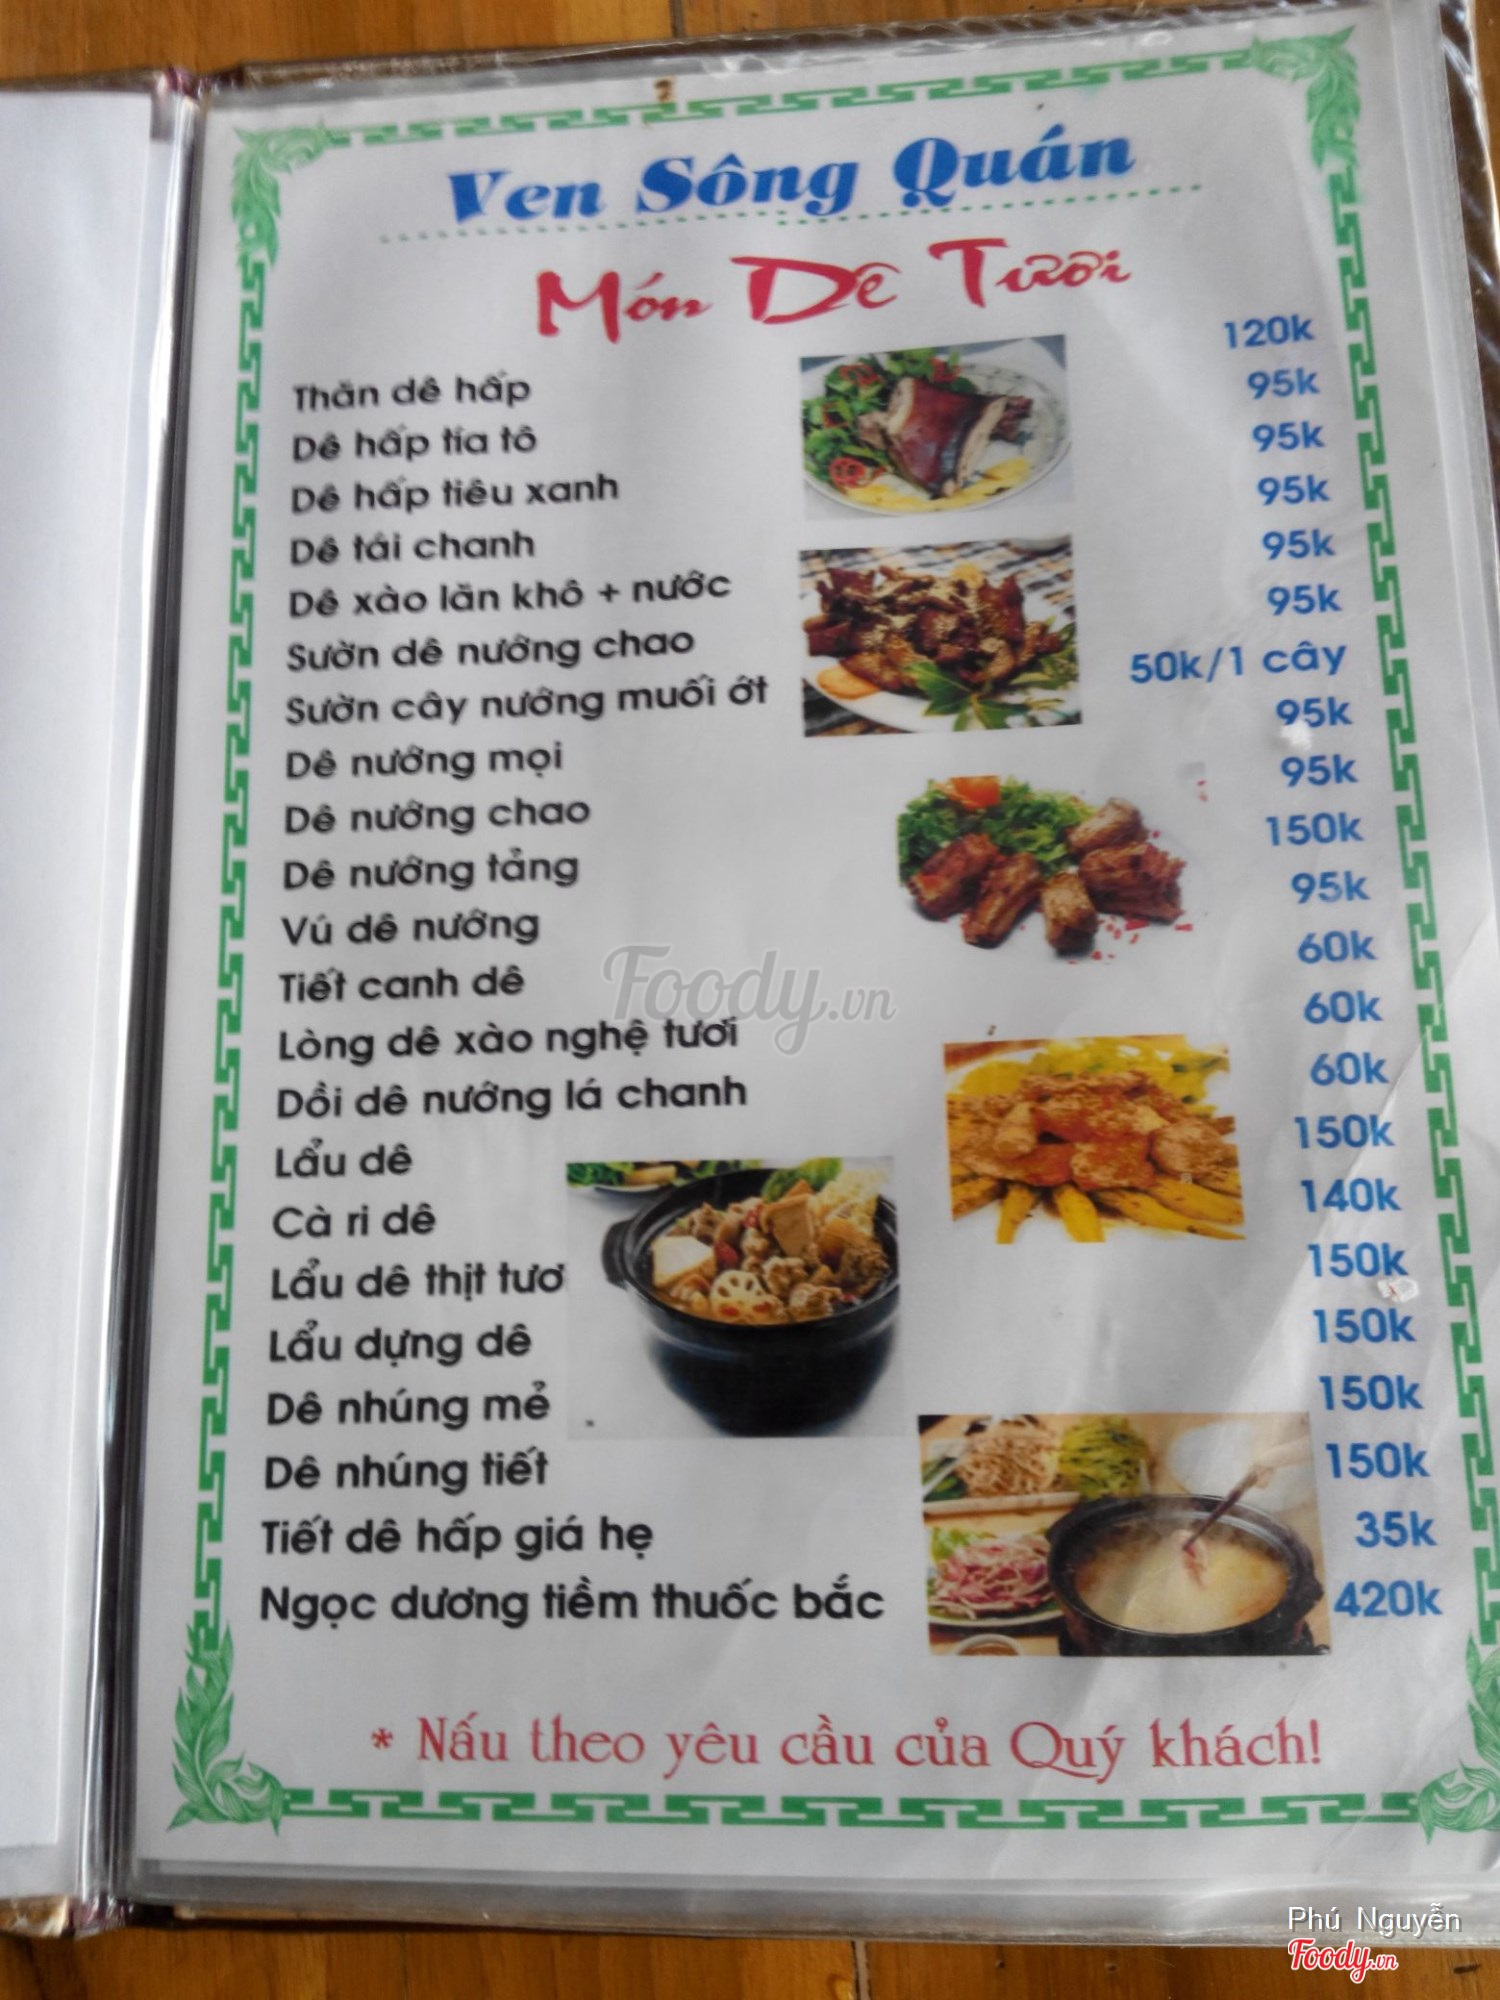 Ven Sông Quán
Món Dê Tươi
Thăn dê hấp 120k
Dê hấp tía tô 95k
Dê hấp tiêu xanh 95k
Dê tái chanh 95k
Dê xào lăn khô + nước 95k
Sườn dê nướng chao 95k
Sườn cây nướng muối ớt 50k/1 cây
Dê nướng mọi 95k
Dê nướng chao 95k
Dê nướng tảng 150k
Vú dê nướng 95k
Tiết canh dê 60k
Lòng dê xào nghệ tươi 60k
Dồi dê nướng lá chanh 60k
Lẩu dê 150k
Cà ri dê 140k
Lẩu dê thịt tươ 150k
Lẩu dựng dê 150k
Dê nhúng mẻ 150k
Dê nhúng tiết 150k
Tiết dê hấp giá hẹ 35k
Ngọc dương tiềm thuốc bắc 420k
* Nấu theo yêu cầu của Quý khách!
Foody.vn
Phú Nguyễn
Foody.vn